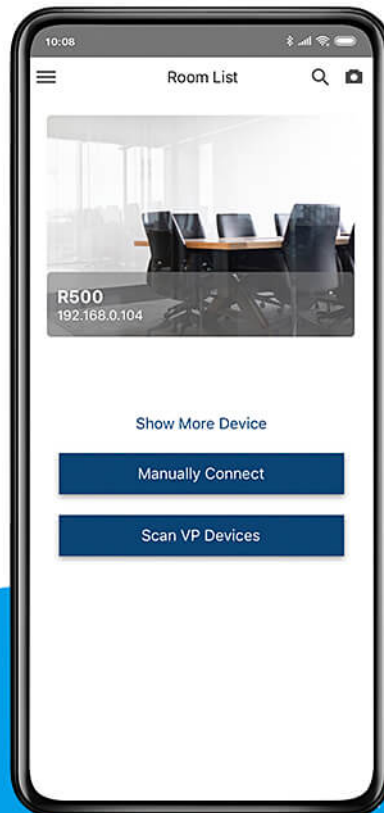 10:08
Room List
R500
192.168.0.104
Show More Device
Manually Connect
Scan VP Devices